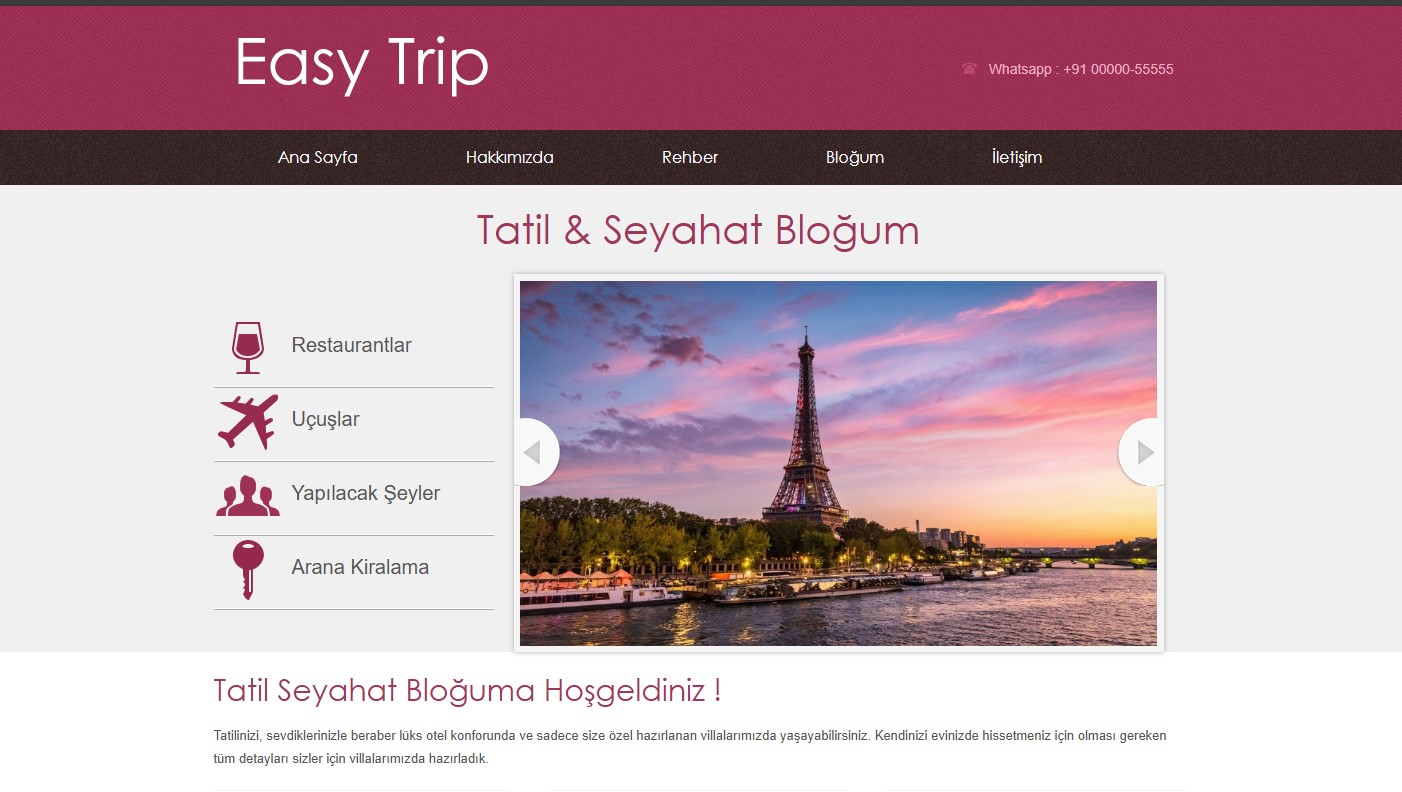 Easy Trip
Whatsapp : +91 00000-55555
Ana Sayfa
Hakkımızda
Rehber
Bloğum
İletişim
Tatil & Seyahat Bloğum
Restaurantlar
Uçuşlar
Yapılacak Şeyler
Arana Kiralama
Tatil Seyahat Bloğuma Hoşgeldiniz !
Tatilinizi, sevdiklerinizle beraber lüks otel konforunda ve sadece size özel hazırlanan villalarımızda yaşayabilirsiniz. Kendinizi evinizde hissetmeniz için olması gereken
tüm detayları sizler için villalarımızda hazırladık.